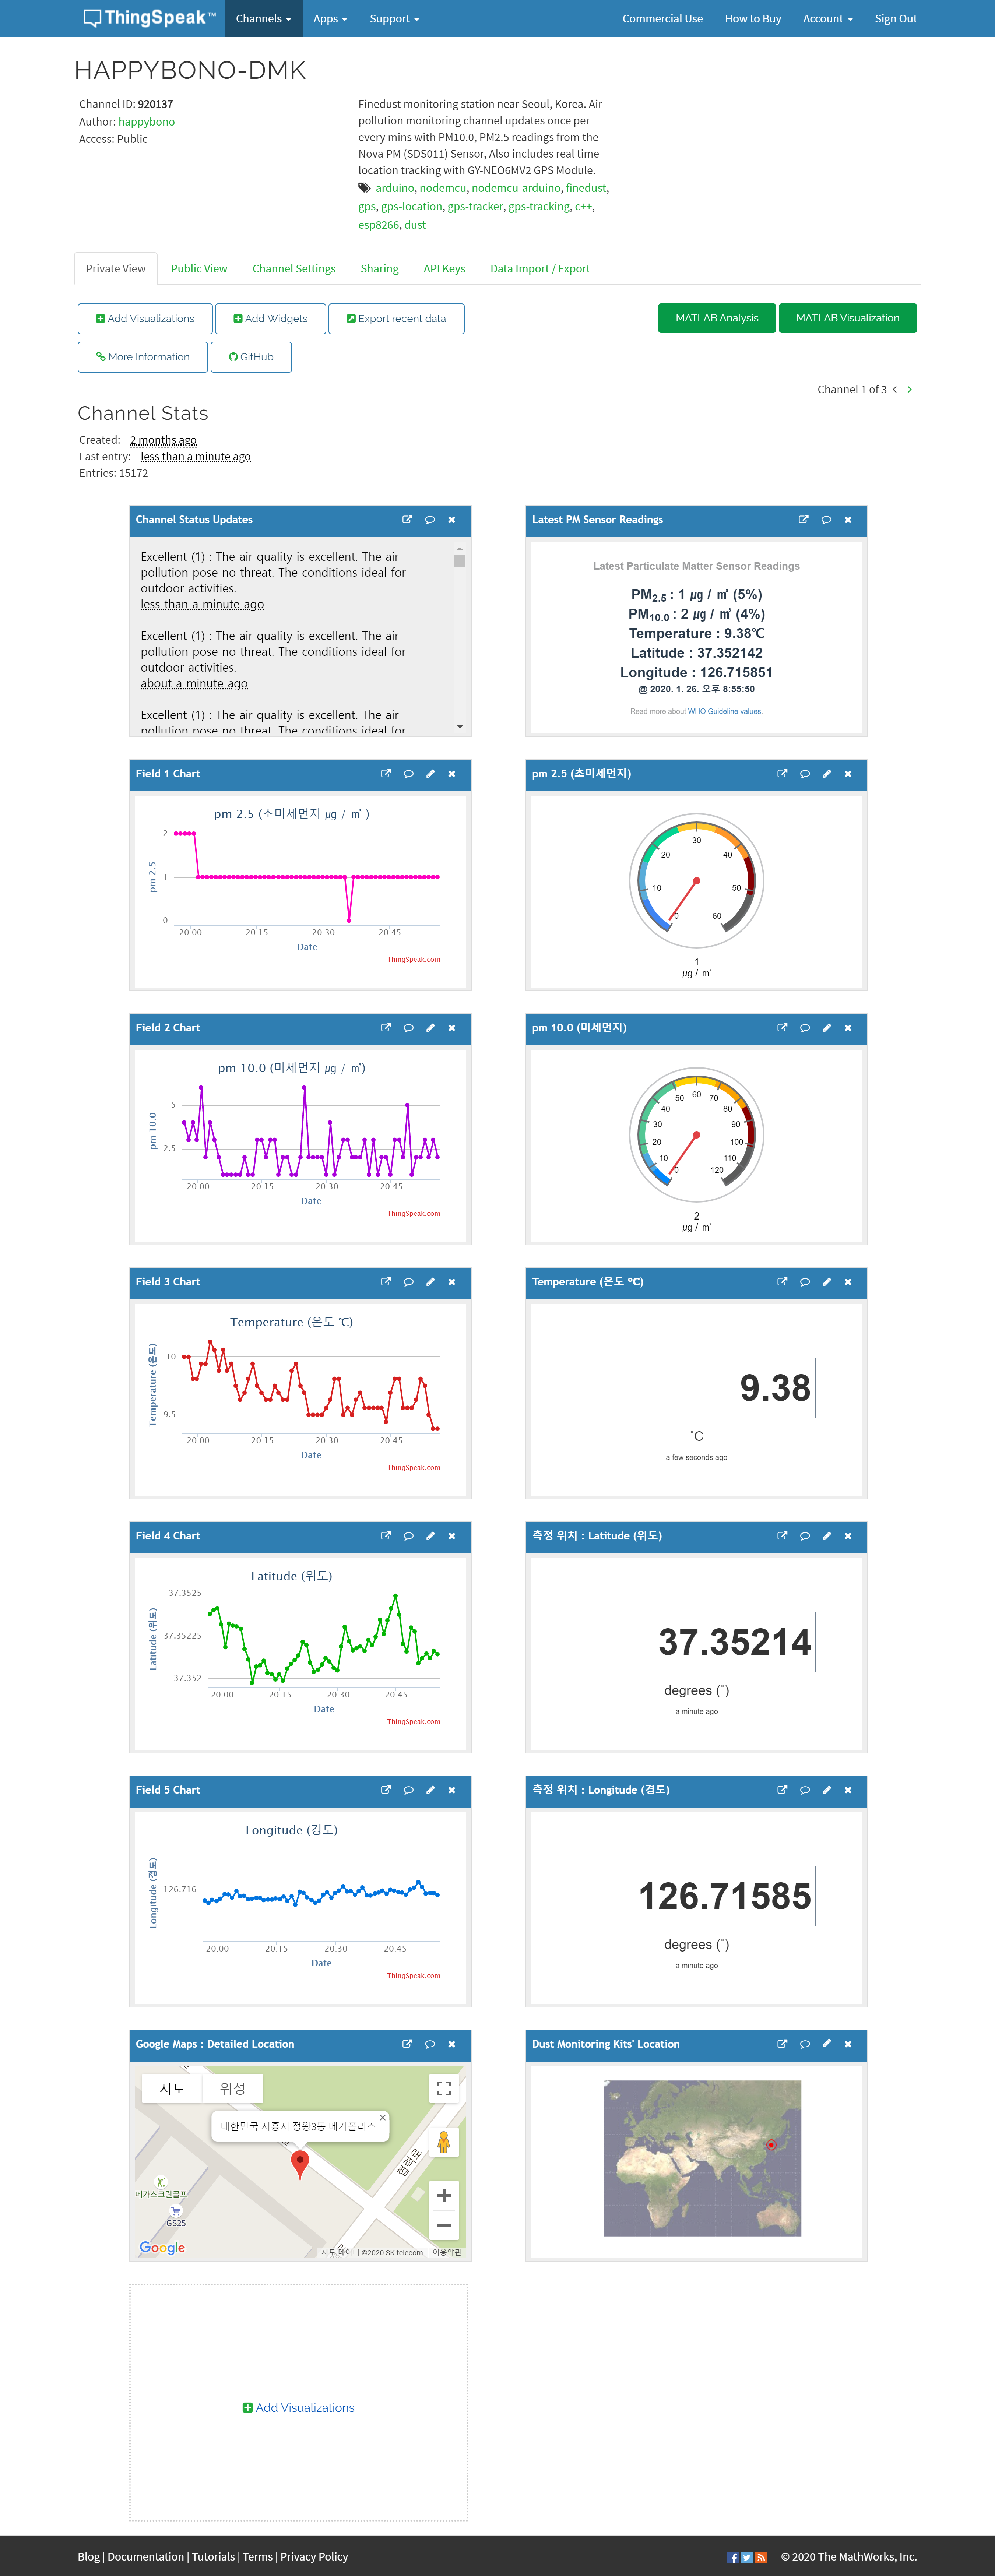 ThingSpeak™ Channels Apps Support Commercial Use How to Buy Account Sign Out
HAPPYBONO-DMK
Channel ID: 920137
Author: happybono
Access: Public
Finedust monitoring station near Seoul, Korea. Air
pollution monitoring channel updates once per
every mins with PM10.0, PM2.5 readings from the
Nova PM (SDS011) Sensor, Also includes real time
location tracking with GY-NEO6MV2 GPS Module.
arduino, nodemcu, nodemcu-arduino, finedust,
gps, gps-location, gps-tracker, gps-tracking, c++,
esp8266, dust
Private View Public View Channel Settings Sharing API Keys Data Import / Export
Add Visualizations Add Widgets Export recent data MATLAB Analysis MATLAB Visualization
More Information GitHub
Channel 1 of 3 < >
Channel Stats
Created: 2 months ago
Last entry: less than a minute ago
Entries: 15172
Channel Status Updates
Excellent (1) : The air quality is excellent. The air
pollution pose no threat. The conditions ideal for
outdoor activities.
less than a minute ago
Excellent (1) : The air quality is excellent. The air
pollution pose no threat. The conditions ideal for
outdoor activities.
about a minute ago
Excellent (1) : The air quality is excellent. The air
pollution pose no threat. The conditions ideal for
Latest PM Sensor Readings
Latest Particulate Matter Sensor Readings
PM2.5 : 1 ㎍ / ㎥ (5%)
PM10.0 : 2 ㎍ / ㎥ (4%)
Temperature : 9.38℃
Latitude : 37.352142
Longitude : 126.715851
@ 2020. 1. 26. 오후 8:55:50
Read more about WHO Guideline values.
Field 1 Chart
pm 2.5 (초미세먼지 ㎍ / ㎥ )
pm 2.5
2
1
0
20:00 20:15 20:30 20:45
Date
ThingSpeak.com
pm 2.5 (초미세먼지)
0 10 20 30 40 50 60
1
㎍ / ㎥
Field 2 Chart
pm 10.0 (미세먼지 ㎍ / ㎥)
pm 10.0
5
2.5
20:00 20:15 20:30 20:45
Date
ThingSpeak.com
pm 10.0 (미세먼지)
0 10 20 30 40 50 60 70 80 90 100 110 120
2
㎍ / ㎥
Field 3 Chart
Temperature (온도 ℃)
Temperature (온도)
10
9.5
20:00 20:15 20:30 20:45
Date
ThingSpeak.com
Temperature (온도 ℃)
9.38
°C
a few seconds ago
Field 4 Chart
Latitude (위도)
Latitude (위도)
37.3525
37.35225
37.352
20:00 20:15 20:30 20:45
Date
ThingSpeak.com
측정 위치 : Latitude (위도)
37.35214
degrees (°)
a minute ago
Field 5 Chart
Longitude (경도)
Longitude (경도)
126.716
20:00 20:15 20:30 20:45
Date
ThingSpeak.com
측정 위치 : Longitude (경도)
126.71585
degrees (°)
a minute ago
Google Maps : Detailed Location
지도 위성
대한민국 시흥시 정왕3동 메가폴리스
협력로
메가스크린골프
GS25
Google
지도 데이터 ©2020 SK telecom 이용약관
Dust Monitoring Kits' Location
Add Visualizations
Blog | Documentation | Tutorials | Terms | Privacy Policy © 2020 The MathWorks, Inc.